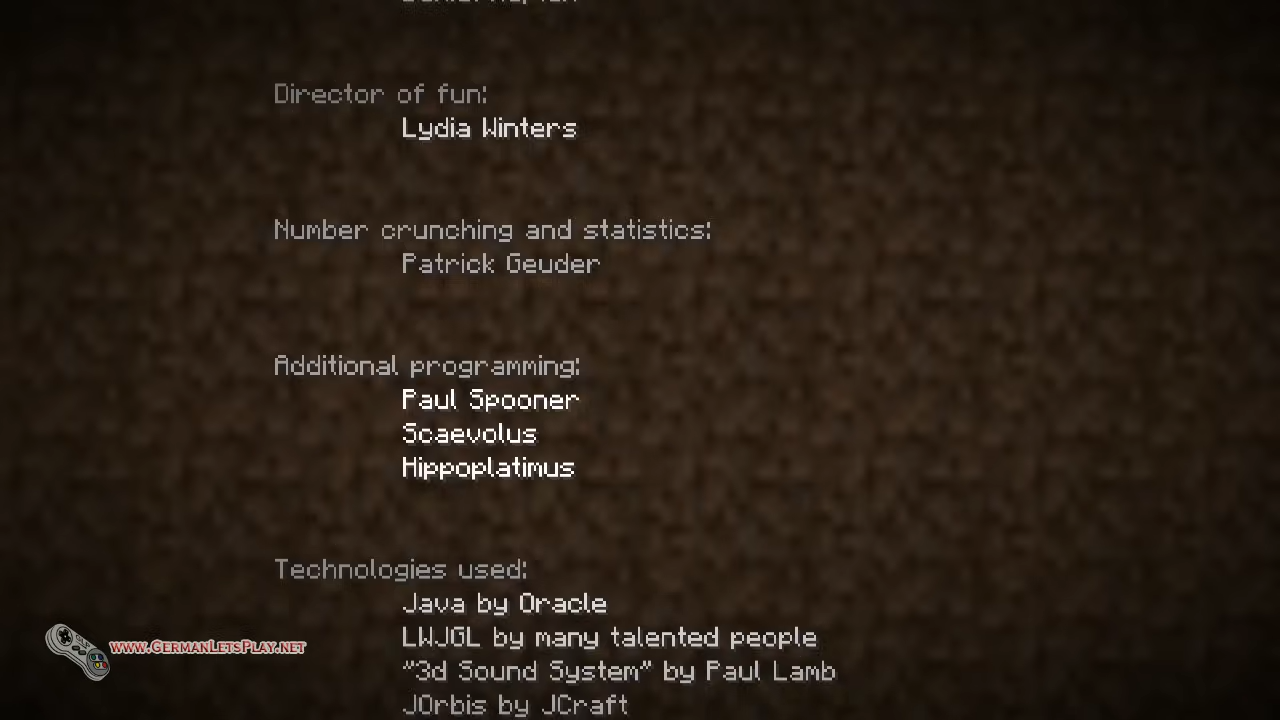 Director of fun:
Lydia Winters
Number crunching and statistics:
Patrick Geuder
Additional programming:
Paul Spooner
Scaevolus
Hippoplatimus
Technologies used:
Java by Oracle
LWJGL by many talented people
"3d Sound System" by Paul Lamb
JOrbis by JCraft
www.GermanLetsPlay.net